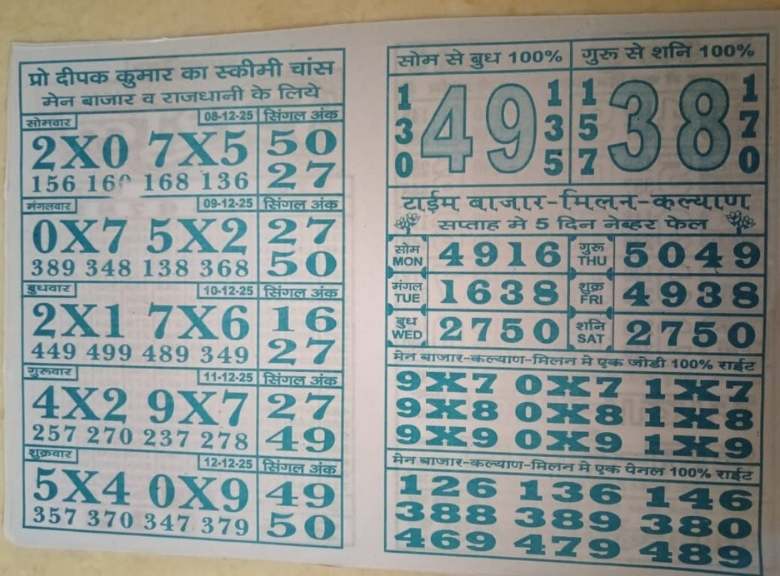 प्रो दीपक कुमार का स्कीमी चांस
मेन बाजार व राजधानी के लिये
सोमवार 08-12-25 सिंगल अंक
2X0 7X5 50
156 160 168 136 27
मंगलवार 09-12-25 सिंगल अंक
0X7 5X2 27
389 348 138 368 50
बुधवार 10-12-25 सिंगल अंक
2X1 7X6 16
449 499 489 349 27
गुरूवार 11-12-25 सिंगल अंक
4X2 9X7 27
257 270 237 278 49
शुक्रवार 12-12-25 सिंगल अंक
5X4 0X9 49
357 370 347 379 50
सोम से बुध 100% गुरू से शनि 100%
1 1 1 1
3 49 3 5 38 7
0 5 7 0
टाईम बाजार-मिलन-कल्याण
सप्ताह मे 5 दिन नेव्हर फेल
सोम MON 4916 गुरू THU 5049
मंगल TUE 1638 शुक्र FRI 4938
बुध WED 2750 शनि SAT 2750
मेन बाजार-कल्याण-मिलन मे एक जोडी 100% राईट
9X7 0X7 1X7
9X8 0X8 1X8
9X9 0X9 1X9
मेन बाजार-कल्याण-मिलन मे एक पेनल 100% राईट
126 136 146
388 389 380
469 479 489